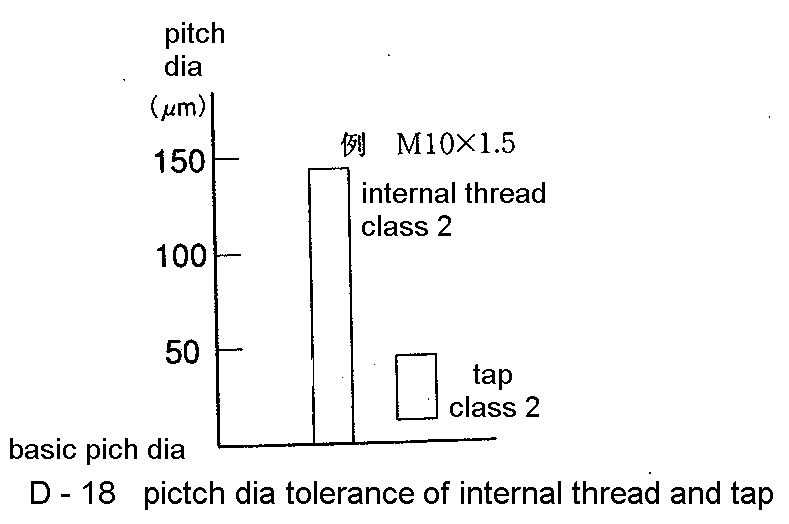 pitch
dia
(μm)
150
例 M10×1.5
internal thread
class 2
100
50
tap
class 2
basic pich dia
D - 18 pictch dia tolerance of internal thread and tap